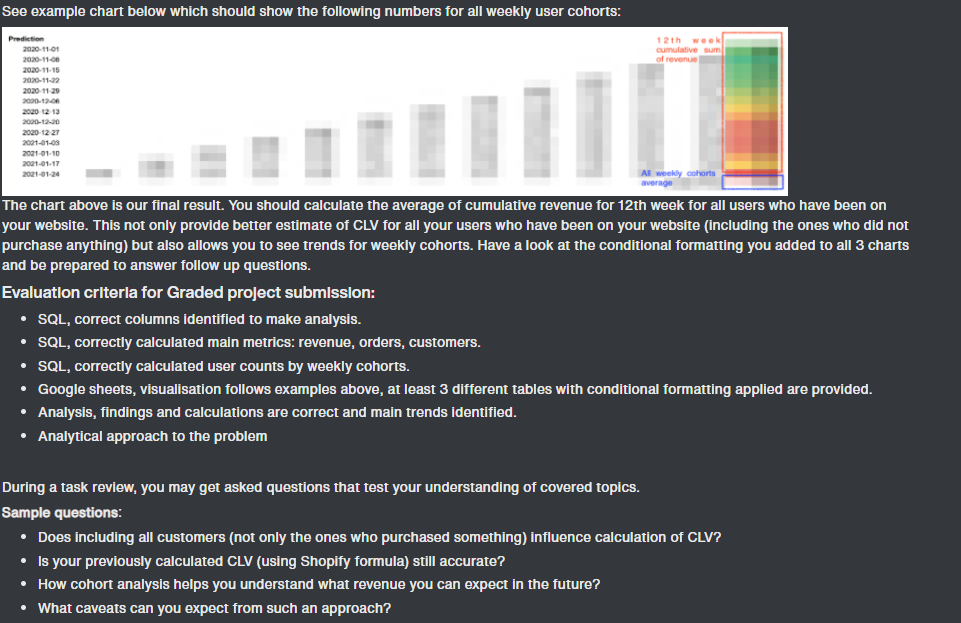 See example chart below which should show the following numbers for all weekly user cohorts:
Prediction
2020-11-01
2020-11-08
2020-11-15
2020-11-22
2020-11-29
2020-12-06
2020-12-13
2020-12-20
2020-12-27
2021-01-03
2021-01-10
2021-01-17
2021-01-24
12th week
cumulative sum
of revenue
All weekly cohorts
average
The chart above is our final result. You should calculate the average of cumulative revenue for 12th week for all users who have been on
your website. This not only provide better estimate of CLV for all your users who have been on your website (including the ones who did not
purchase anything) but also allows you to see trends for weekly cohorts. Have a look at the conditional formatting you added to all 3 charts
and be prepared to answer follow up questions.
Evaluation criteria for Graded project submission:
• SQL, correct columns identified to make analysis.
• SQL, correctly calculated main metrics: revenue, orders, customers.
• SQL, correctly calculated user counts by weekly cohorts.
• Google sheets, visualisation follows examples above, at least 3 different tables with conditional formatting applied are provided.
• Analysis, findings and calculations are correct and main trends identified.
• Analytical approach to the problem
During a task review, you may get asked questions that test your understanding of covered topics.
Sample questions:
• Does including all customers (not only the ones who purchased something) influence calculation of CLV?
• Is your previously calculated CLV (using Shopify formula) still accurate?
• How cohort analysis helps you understand what revenue you can expect in the future?
• What caveats can you expect from such an approach?